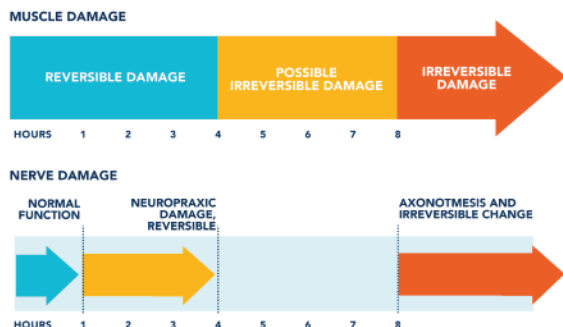 MUSCLE DAMAGE
REVERSIBLE DAMAGE
POSSIBLE
IRREVERSIBLE DAMAGE
IRREVERSIBLE
DAMAGE
HOURS 1 2 3 4 5 6 7 8
NERVE DAMAGE
NORMAL
FUNCTION
NEUROPRAXIC
DAMAGE,
REVERSIBLE
AXONOTMESIS AND
IRREVERSIBLE CHANGE
HOURS 1 2 3 4 5 6 7 8